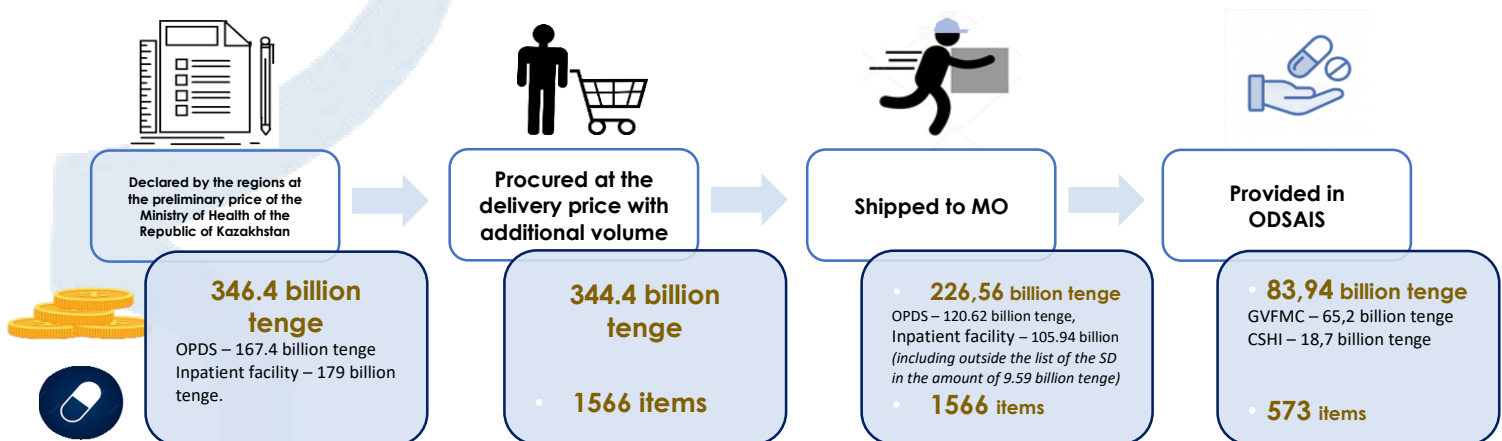 Declared by the regions at
the preliminary price of the
Ministry of Health of the
Republic of Kazakhstan
346.4 billion
tenge
OPDS – 167.4 billion tenge
Inpatient facility – 179 billion
tenge.
Procured at the
delivery price with
additional volume
344.4 billion
tenge
• 1566 items
Shipped to MO
• 226,56 billion tenge
OPDS – 120.62 billion tenge,
Inpatient facility – 105.94 billion
(including outside the list of the SD
in the amount of 9.59 billion tenge)
• 1566 items
Provided in
ODSAIS
• 83,94 billion tenge
GVFMC – 65,2 billion tenge
CSHI – 18,7 billion tenge
• 573 items